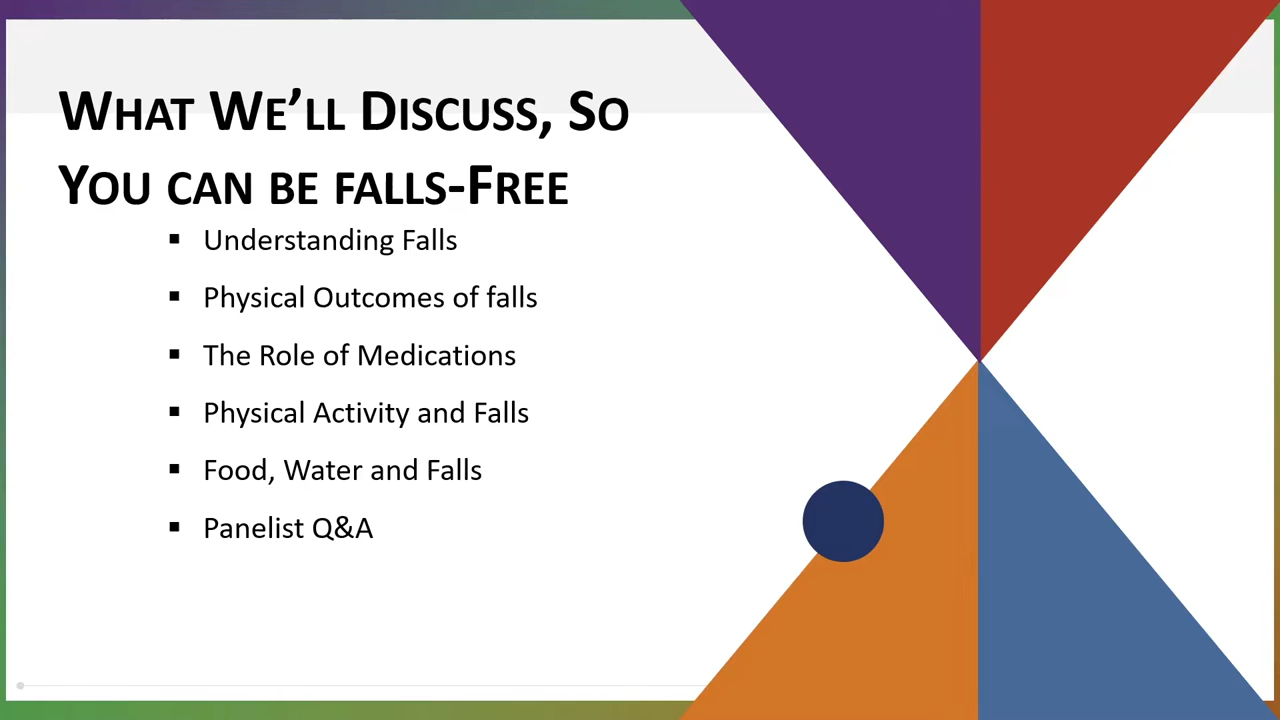 What We’ll Discuss, So
You can be falls-Free
Understanding Falls
Physical Outcomes of falls
The Role of Medications
Physical Activity and Falls
Food, Water and Falls
Panelist Q&A